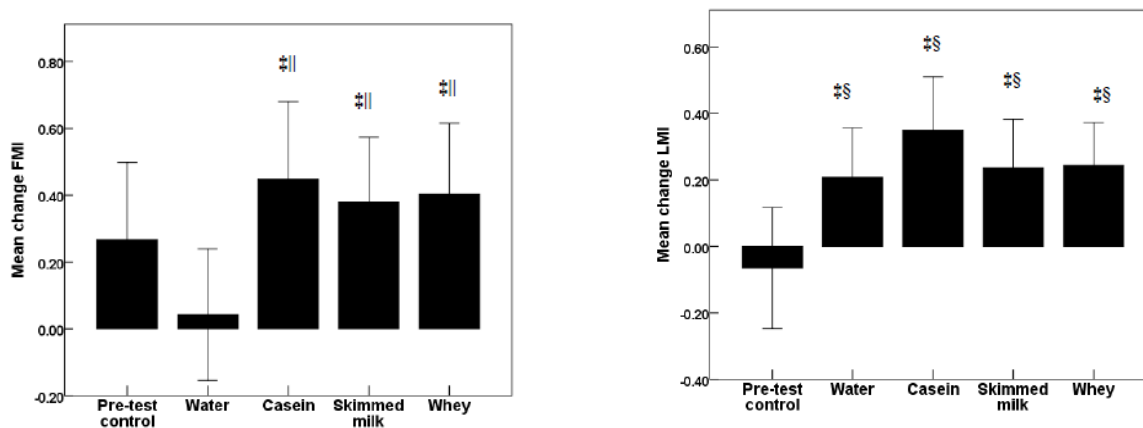 Mean change FMI
0.80
0.60
0.40
0.20
0.00
-0.20
‡||
‡||
‡||
Pre-test control
Water
Casein
Skimmed milk
Whey
Mean change LMI
0.60
0.40
0.20
0.00
-0.20
-0.40
‡§
‡§
‡§
‡§
Pre-test control
Water
Casein
Skimmed milk
Whey